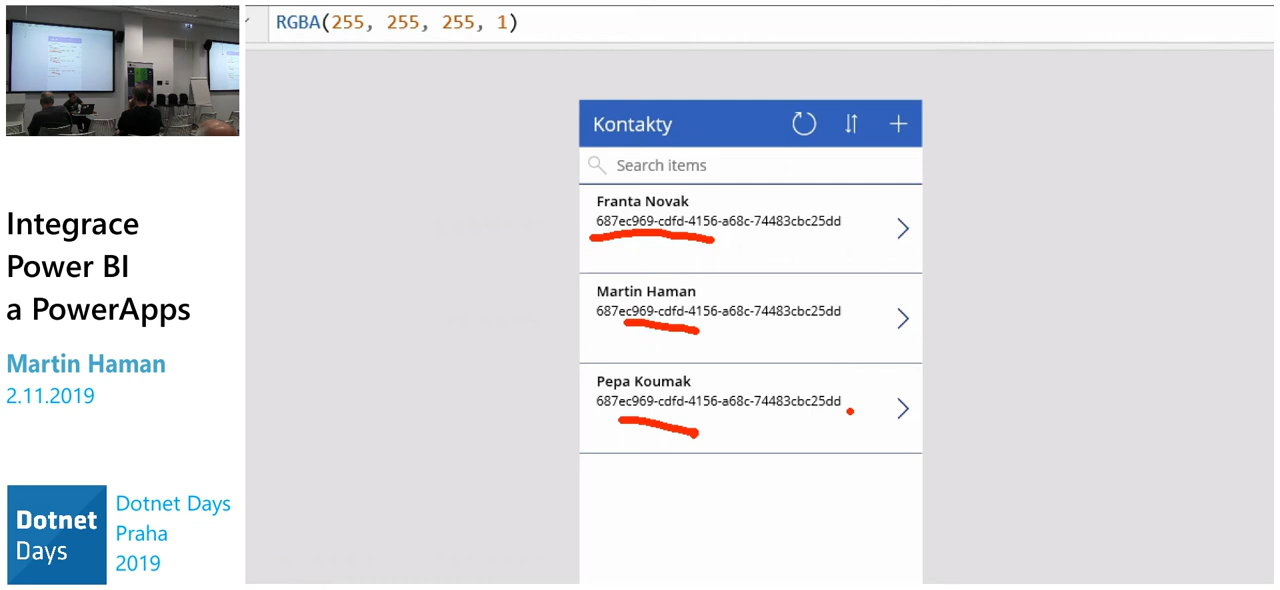 RGBA(255, 255, 255, 1)
Integrace
Power BI
a PowerApps
Martin Haman
2.11.2019
Dotnet
Days
Dotnet Days
Praha
2019
Kontakty
Search items
Franta Novak
687ec969-cdfd-4156-a68c-74483cbc25dd
Martin Haman
687ec969-cdfd-4156-a68c-74483cbc25dd
Pepa Koumak
687ec969-cdfd-4156-a68c-74483cbc25dd